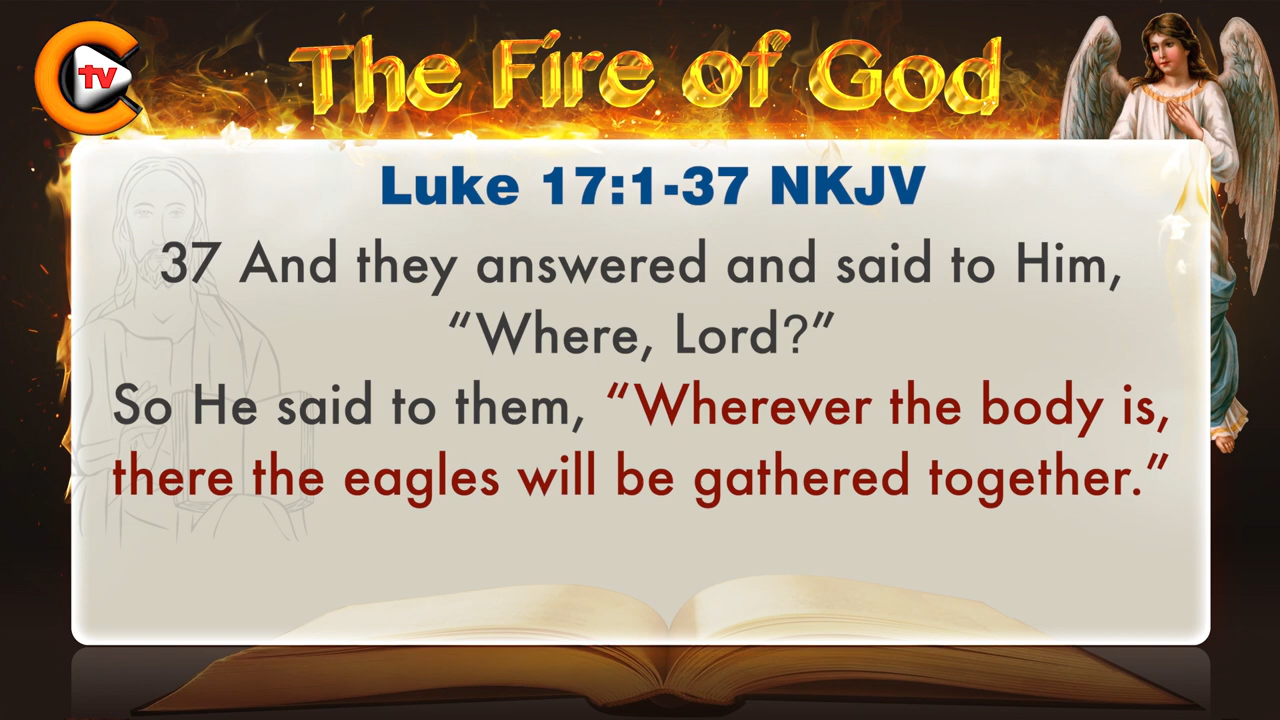 tv
The Fire of God
Luke 17:1-37 NKJV
37 And they answered and said to Him,
“Where, Lord?”
So He said to them, “Wherever the body is,
there the eagles will be gathered together.”